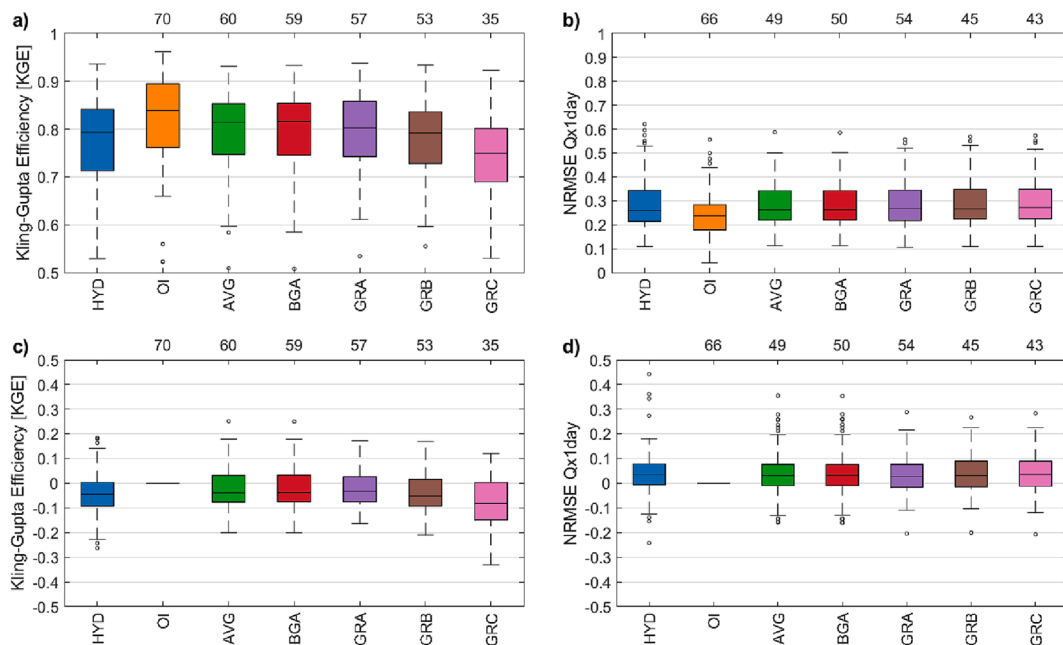 a)
70 60 59 57 53 35
Kling-Gupta Efficiency [KGE]
1
0.9
0.8
0.7
0.6
0.5
HYD OI AVG BGA GRA GRB GRC
b)
66 49 50 54 45 43
NRMSE Qx1day
1
0.9
0.8
0.7
0.6
0.5
0.4
0.3
0.2
0.1
0
HYD OI AVG BGA GRA GRB GRC
c)
70 60 59 57 53 35
Kling-Gupta Efficiency [KGE]
0.5
0.4
0.3
0.2
0.1
0
-0.1
-0.2
-0.3
-0.4
-0.5
HYD OI AVG BGA GRA GRB GRC
d)
66 49 50 54 45 43
NRMSE Qx1day
0.5
0.4
0.3
0.2
0.1
0
-0.1
-0.2
-0.3
-0.4
-0.5
HYD OI AVG BGA GRA GRB GRC